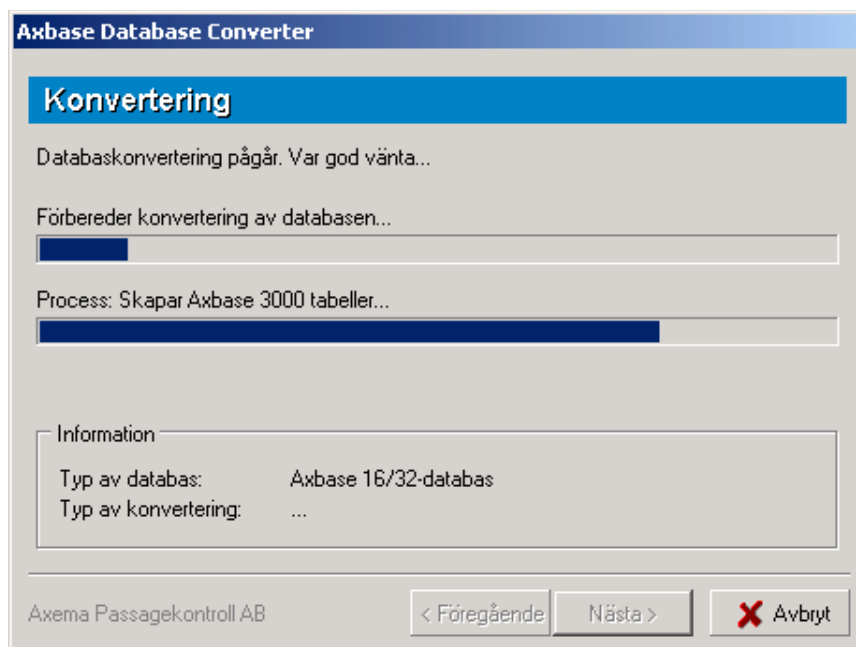 Axbase Database Converter
Konvertering
Databaskonvertering pågår. Var god vänta...
Förbereder konvertering av databasen...
Process: Skapar Axbase 3000 tabeller...
Information
Typ av databas: Axbase 16/32-databas
Typ av konvertering: ...
Axema Passagekontroll AB < Föregående Nästa > Avbryt